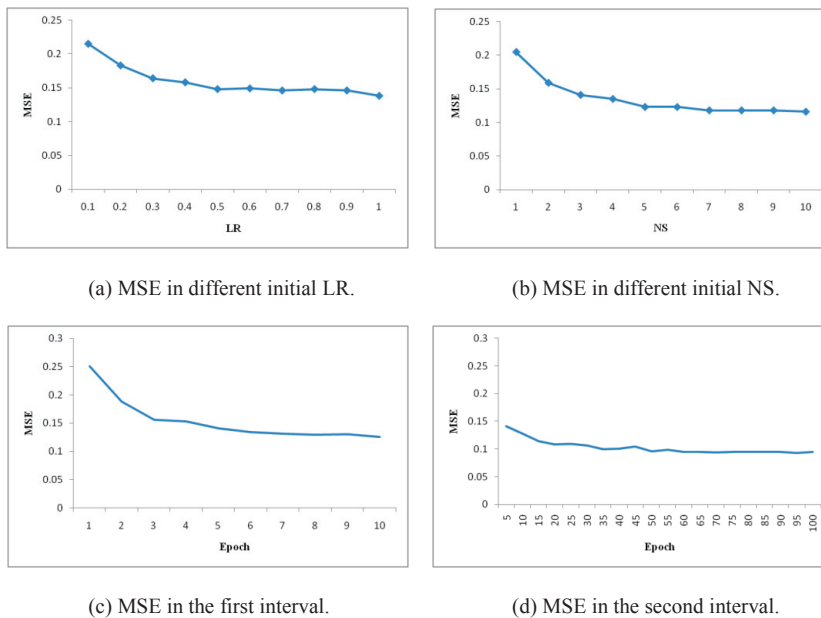 0.25
0.2
0.15
0.1
0.05
0
MSE
0.1 0.2 0.3 0.4 0.5 0.6 0.7 0.8 0.9 1
LR
(a) MSE in different initial LR.
0.25
0.2
0.15
0.1
0.05
0
MSE
1 2 3 4 5 6 7 8 9 10
NS
(b) MSE in different initial NS.
0.3
0.25
0.2
0.15
0.1
0.05
0
MSE
1 2 3 4 5 6 7 8 9 10
Epoch
(c) MSE in the first interval.
0.3
0.25
0.2
0.15
0.1
0.05
0
MSE
5 10 15 20 25 30 35 40 45 50 55 60 65 70 75 80 85 90 95 100
Epoch
(d) MSE in the second interval.